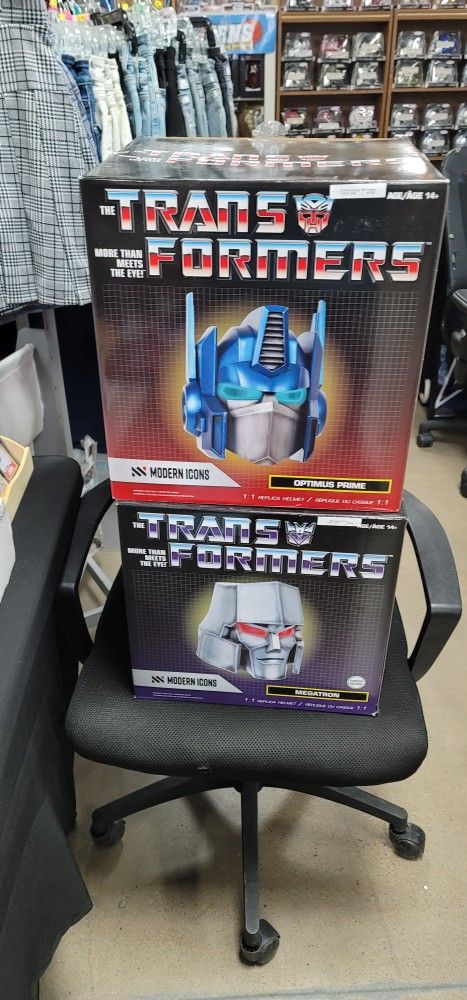 THE TRANS
FORMERS
AGE/AGE 14+
MORE THAN
MEETS
THE EYE!
MODERN ICONS
OPTIMUS PRIME
1:1 REPLICA HELMET / RÉPLIQUE DU CASQUE 1:1
THE TRANS
FORMERS
AGE/AGE 14+
MORE THAN
MEETS
THE EYE!
MODERN ICONS
MEGATRON
1:1 REPLICA HELMET / RÉPLIQUE DU CASQUE 1:1